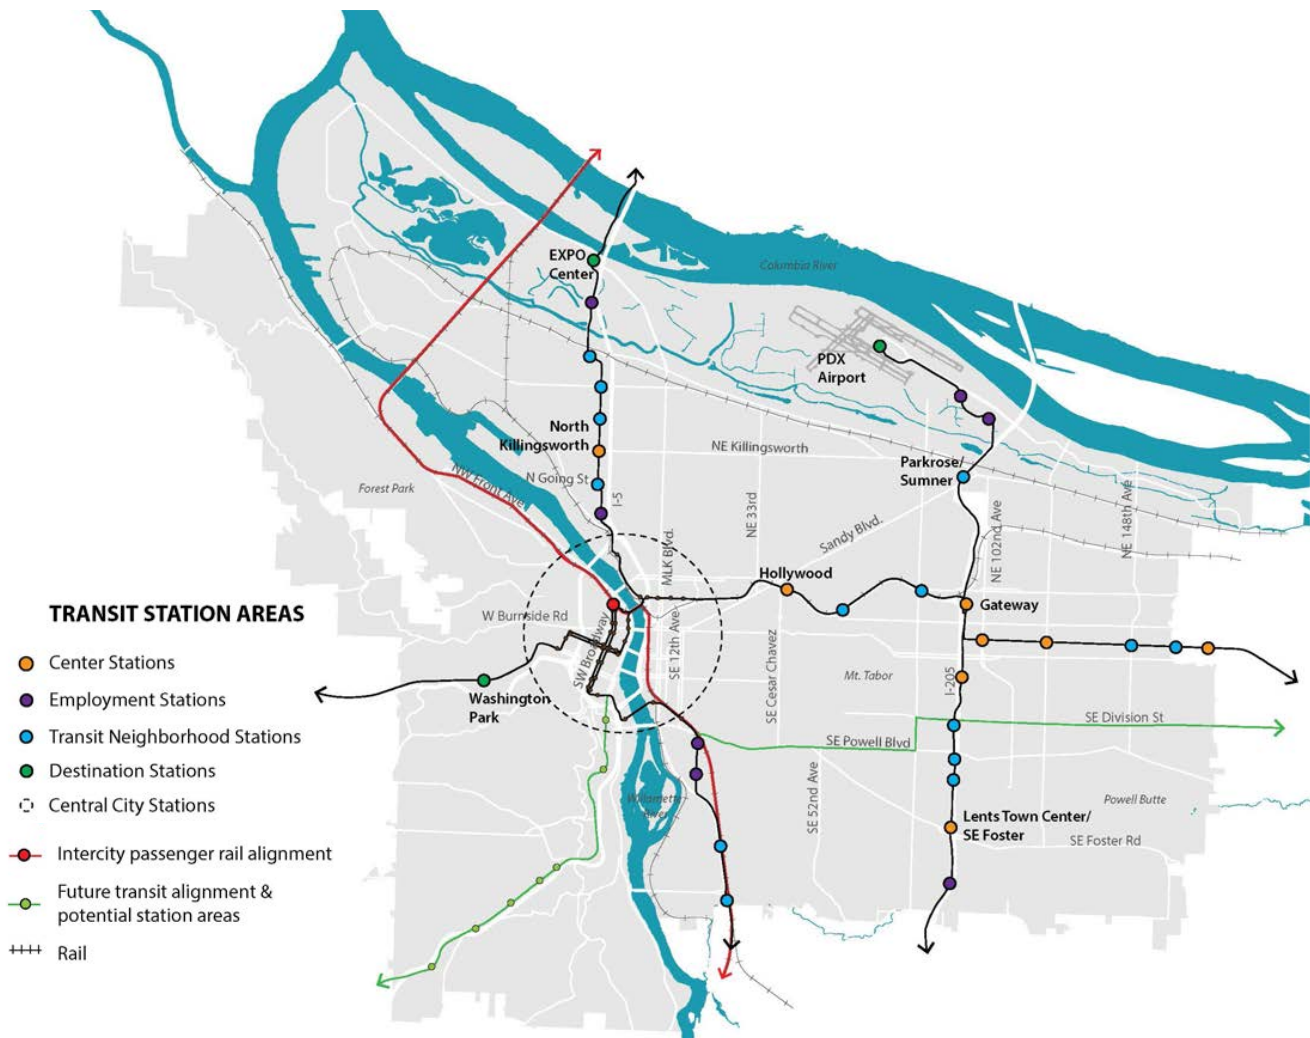 EXPO
Center
Columbia River
PDX
Airport
North
Killingsworth
NE Killingsworth
Parkrose/
Sumner
N Going St
NW Front Ave
Forest Park
I-5
NE 33rd
Sandy Blvd.
NE 102nd Ave
NE 148th Ave
MLK Blvd.
Hollywood
Gateway
TRANSIT STATION AREAS
W Burnside Rd
SW Broadway
SE 12th Ave
SE Cesar Chavez
Mt. Tabor
I-205
Center Stations
Employment Stations
Transit Neighborhood Stations
Destination Stations
Central City Stations
Intercity passenger rail alignment
Future transit alignment &
potential station areas
Rail
Washington
Park
SE Division St
SE Powell Blvd
SE 52nd Ave
Willamette
River
Powell Butte
Lents Town Center/
SE Foster
SE Foster Rd